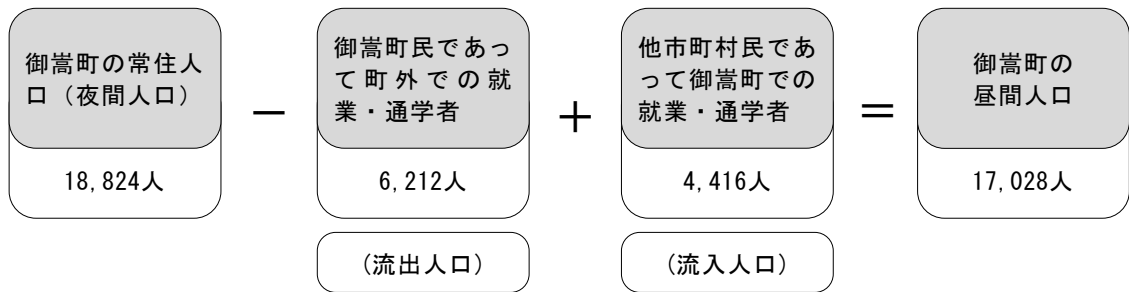 御嵩町の常住人
口（夜間人口）
18,824人
－
御嵩町民であっ
て町外での就
業・通学者
6,212人
（流出人口）
＋
他市町村民であ
って御嵩町での
就業・通学者
4,416人
（流入人口）
＝
御嵩町の
昼間人口
17,028人